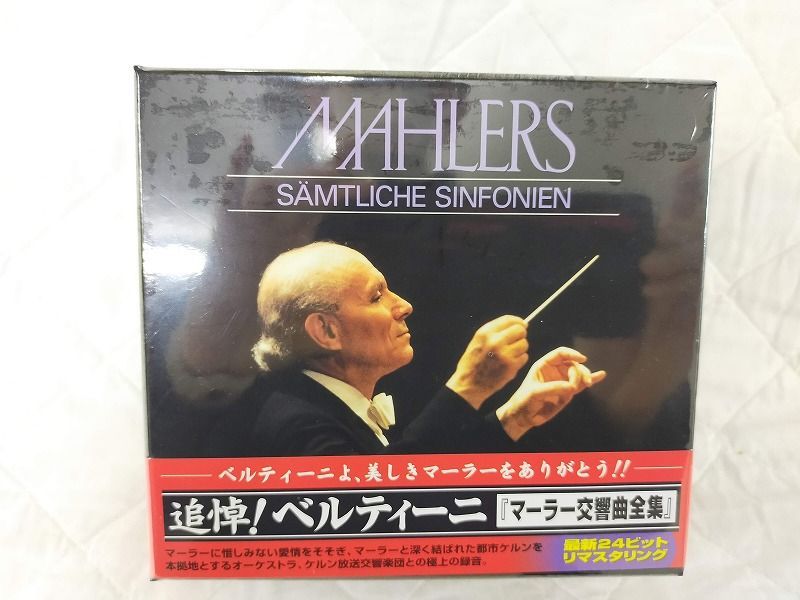 MAHLERS
SÄMTLICHE SINFONIEN
ベルティーニよ、美しきマーラーをありがとう!!
追悼!ベルティーニ『マーラー交響曲全集』
マーラーに惜しみない愛情をそそぎ、マーラーと深く結ばれた都市ケルンを
本拠地とするオーケストラ、ケルン放送交響楽団との極上の録音。
最新24ビット
リマスタリング